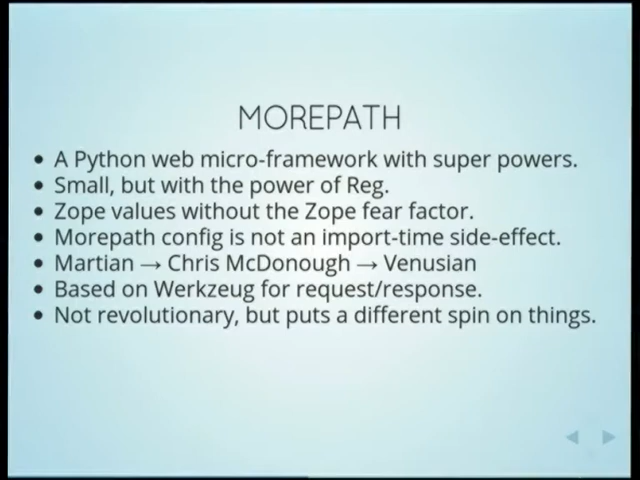 MOREPATH
• A Python web micro-framework with super powers.
• Small, but with the power of Reg.
• Zope values without the Zope fear factor.
• Morepath config is not an import-time side-effect.
• Martian → Chris McDonough → Venusian
• Based on Werkzeug for request/response.
• Not revolutionary, but puts a different spin on things.